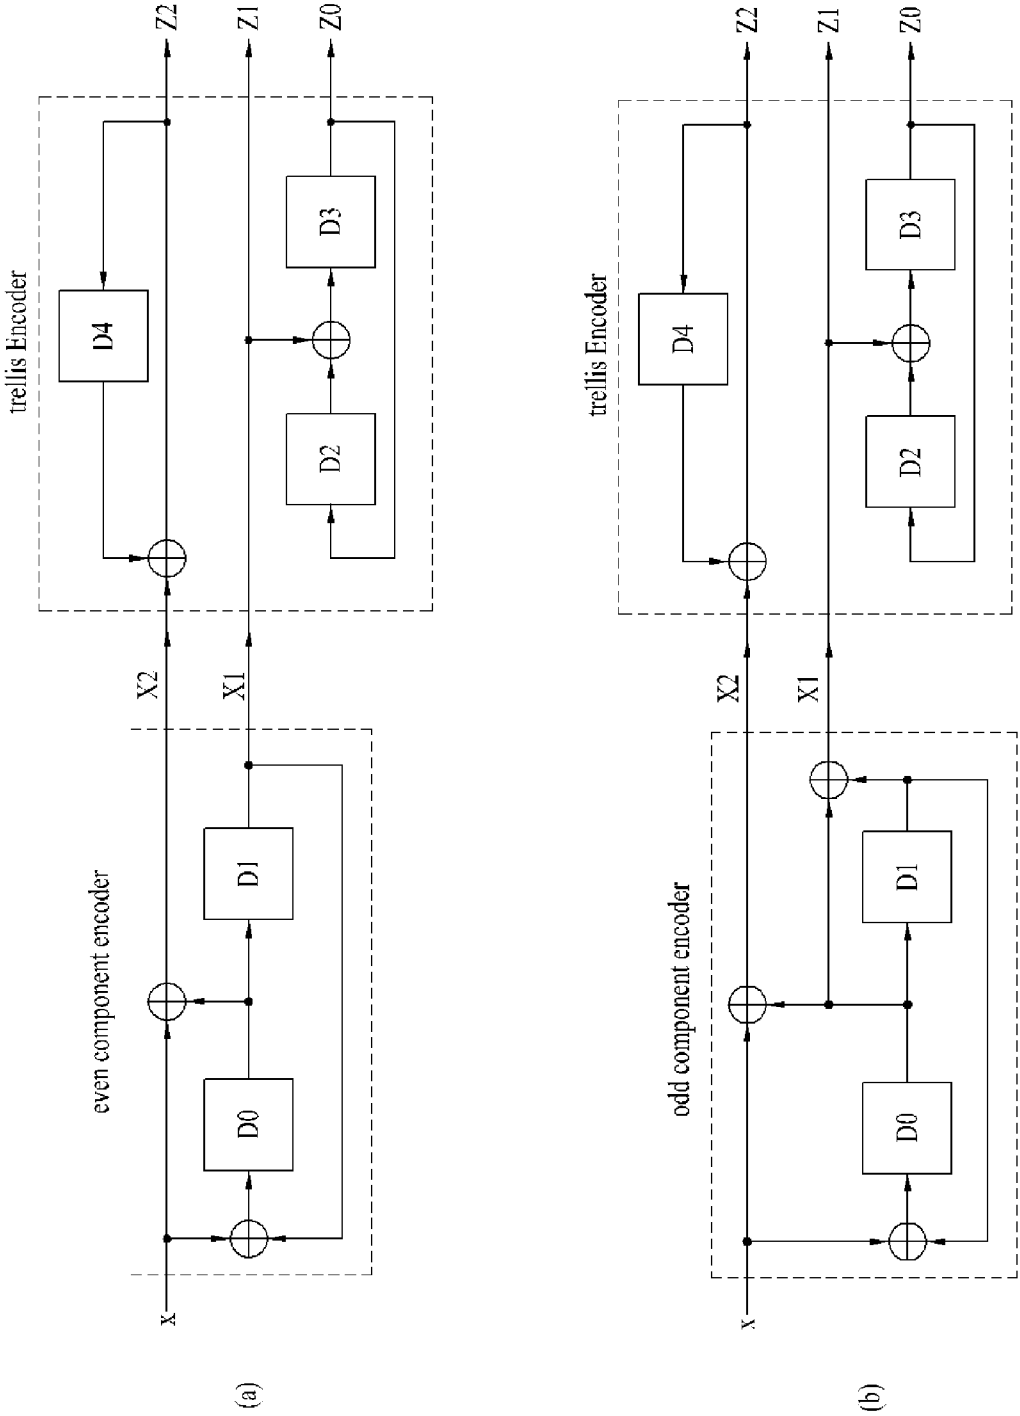 (a)
even component encoder
trellis Encoder
x
X2
D4
Z2
D0
D1
X1
Z1
D2
D3
Z0
(b)
odd component encoder
trellis Encoder
x
X2
D4
Z2
X1
Z1
D0
D1
D2
D3
Z0